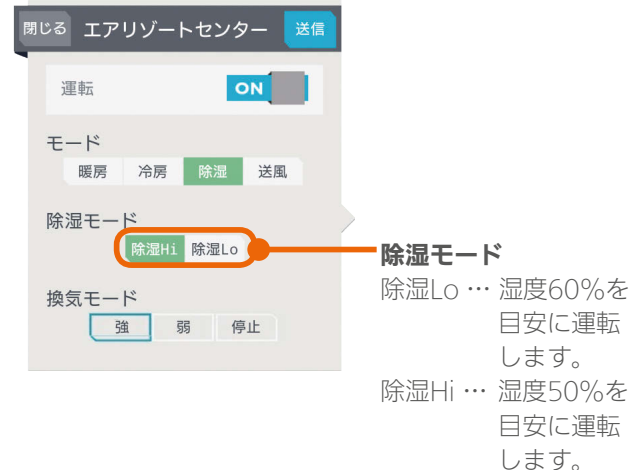 閉じる エアリゾートセンター 送信
運転 ON
モード
暖房 冷房 除湿 送風
除湿モード
除湿Hi 除湿Lo
換気モード
強 弱 停止
除湿モード
除湿Lo … 湿度60%を
目安に運転
します。
除湿Hi … 湿度50%を
目安に運転
します。